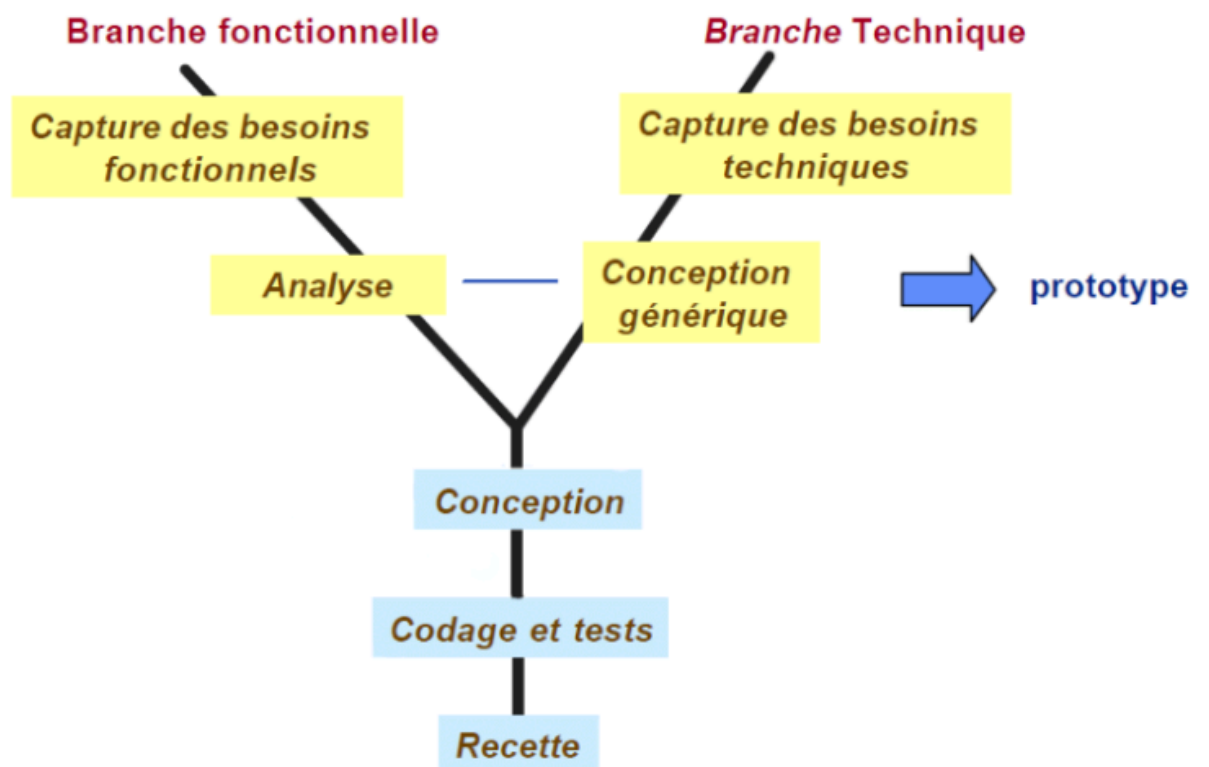 Branche fonctionnelle
Branche Technique
Capture des besoins
fonctionnels
Capture des besoins
techniques
Analyse
Conception
générique
prototype
Conception
Codage et tests
Recette